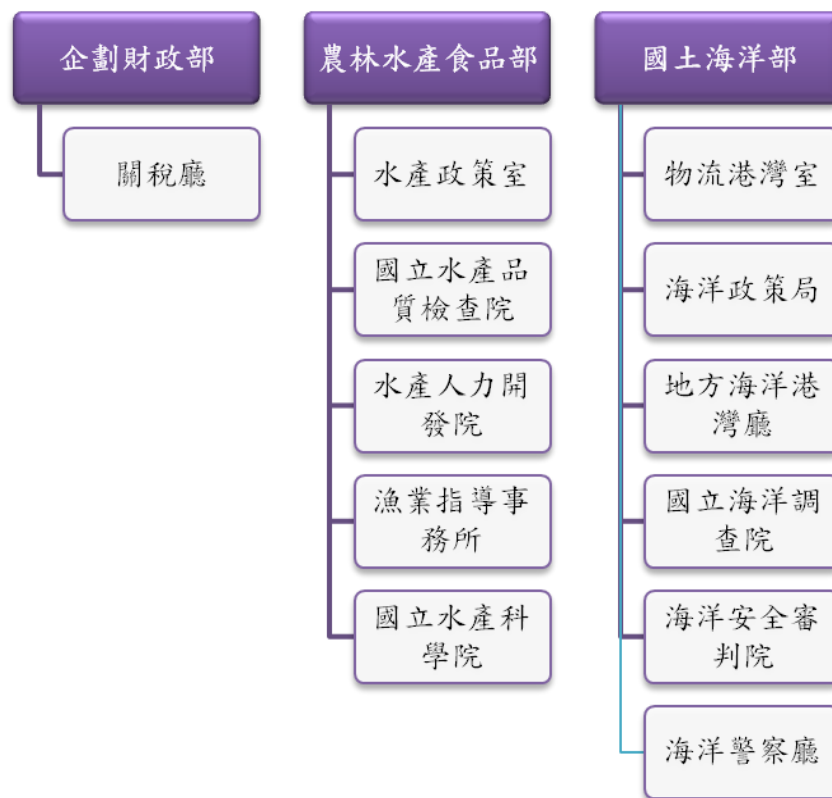 企劃財政部
關稅廳
農林水產食品部
水產政策室
國立水產品
質檢查院
水產人力開
發院
漁業指導事
務所
國立水產科
學院
國土海洋部
物流港灣室
海洋政策局
地方海洋港
灣廳
國立海洋調
查院
海洋安全審
判院
海洋警察廳